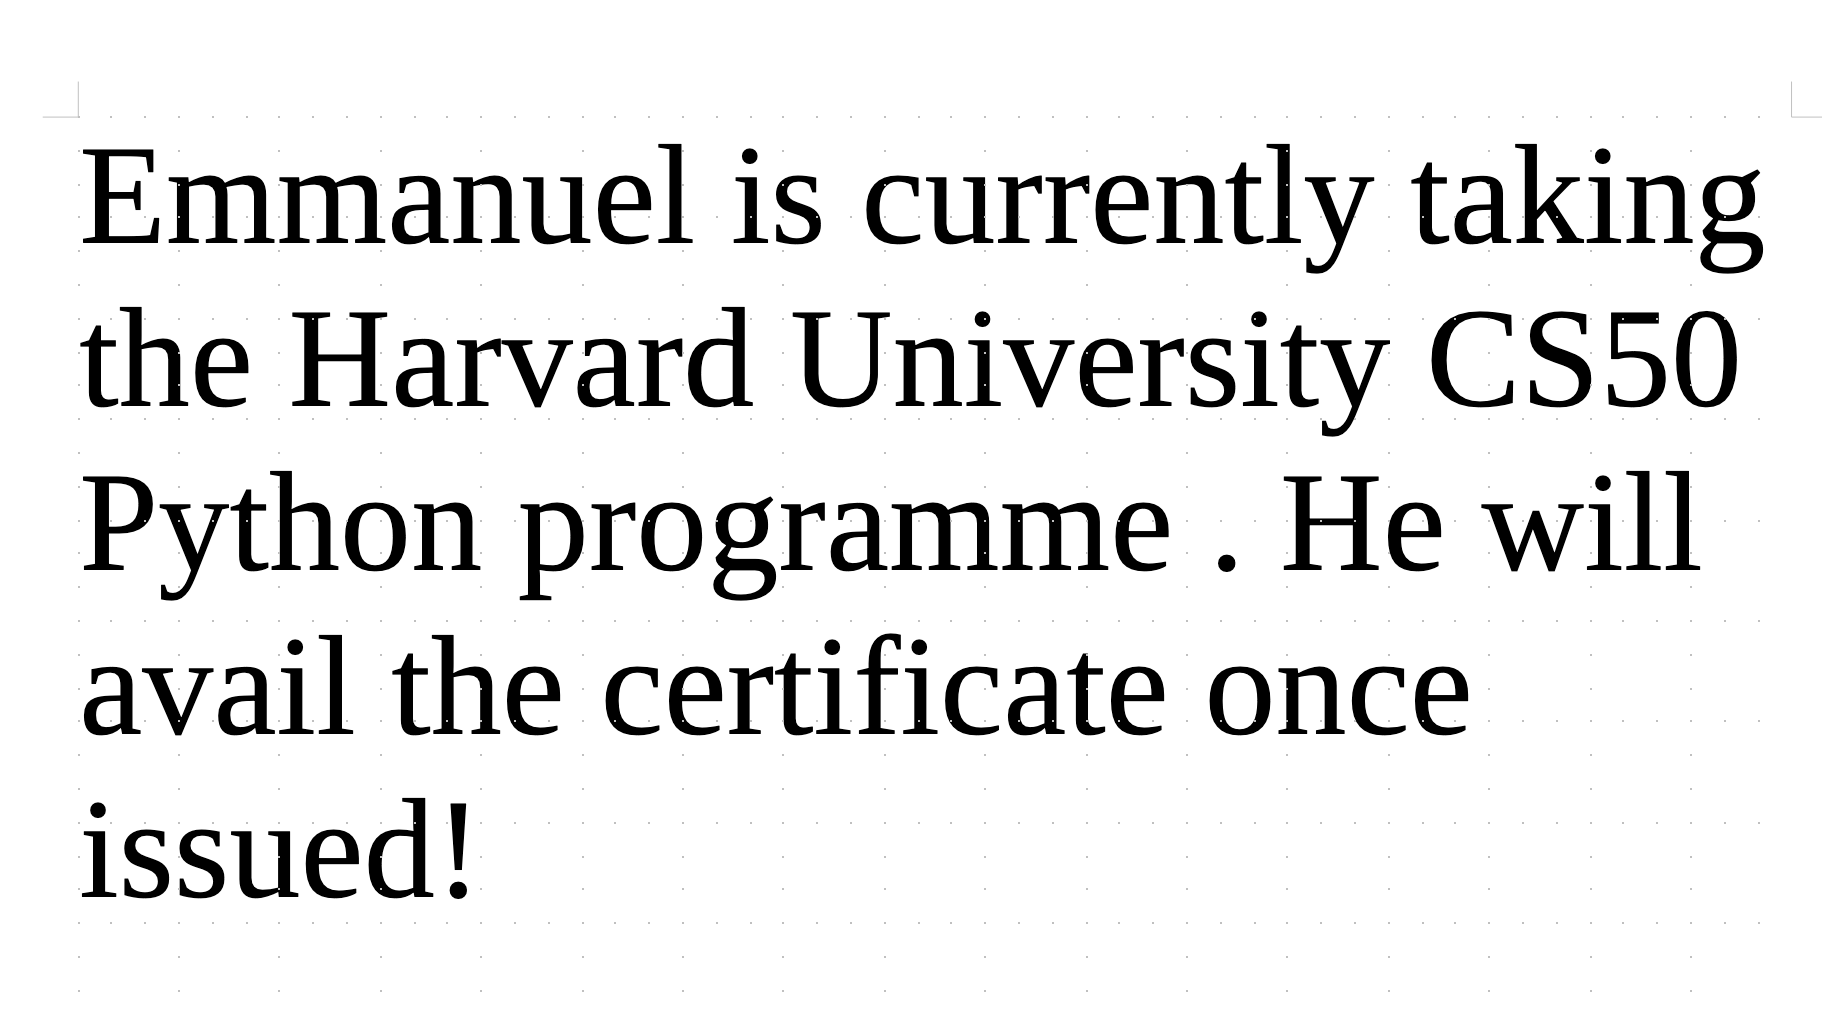 Emmanuel is currently taking
the Harvard University CS50
Python programme . He will
avail the certificate once
issued!